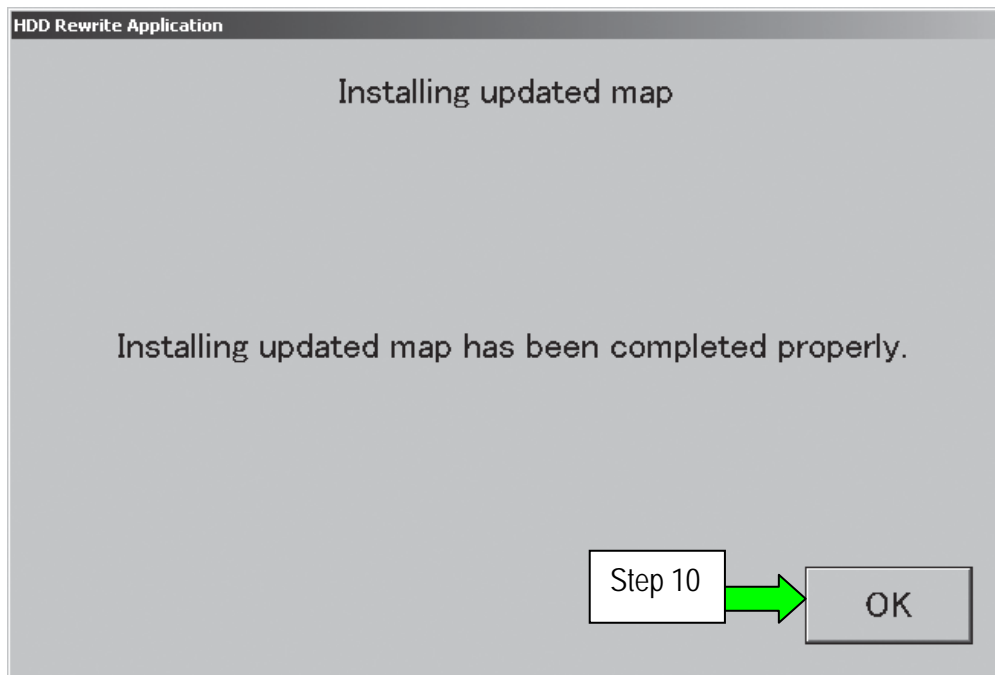 HDD Rewrite Application
Installing updated map
Installing updated map has been completed properly.
Step 10
OK